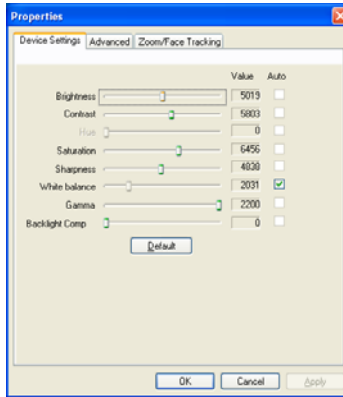 Properties
Device Settings Advanced Zoom/Face Tracking
Value Auto
Brightness 5019
Contrast 5803
Hue 0
Saturation 6456
Sharpness 4838
White balance 2031
Gamma 2200
Backlight Comp 0
Default
OK Cancel Apply